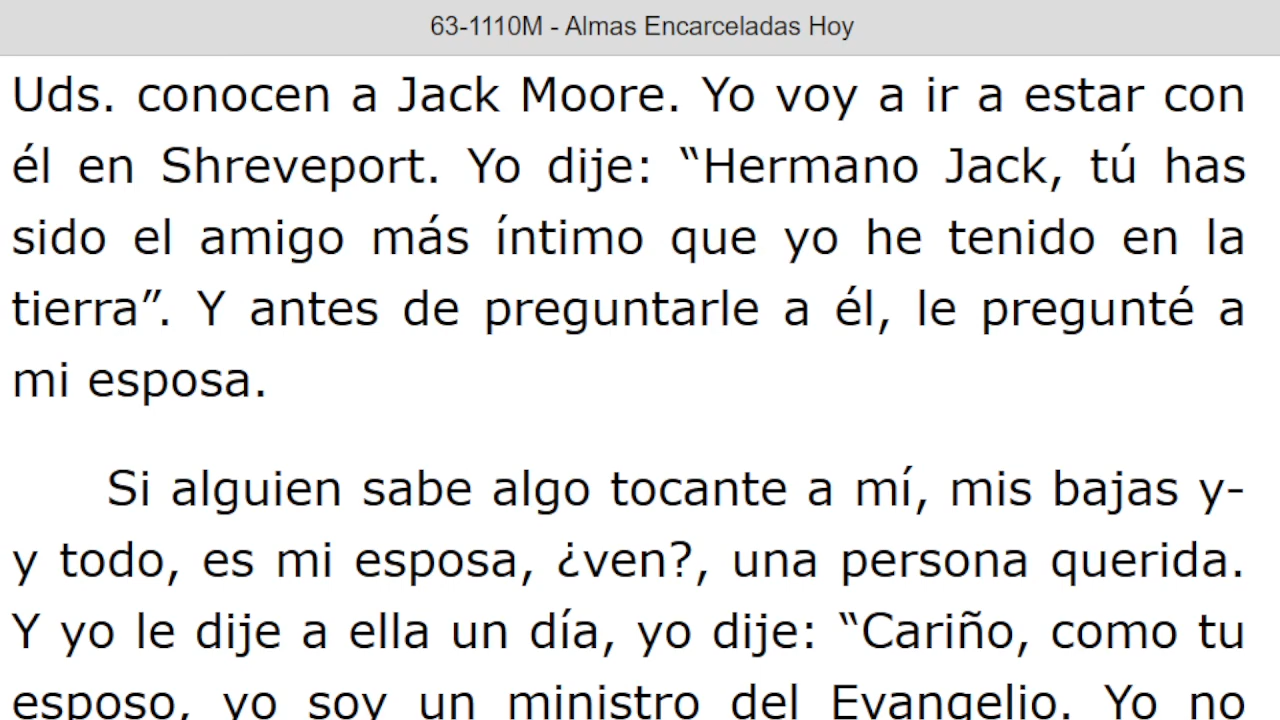 63-1110M - Almas Encarceladas Hoy
Uds. conocen a Jack Moore. Yo voy a ir a estar con
él en Shreveport. Yo dije: “Hermano Jack, tú has
sido el amigo más íntimo que yo he tenido en la
tierra”. Y antes de preguntarle a él, le pregunté a
mi esposa.
Si alguien sabe algo tocante a mí, mis bajas y-
y todo, es mi esposa, ¿ven?, una persona querida.
Y yo le dije a ella un día, yo dije: “Cariño, como tu
esposo, yo soy un ministro del Evangelio. Yo no